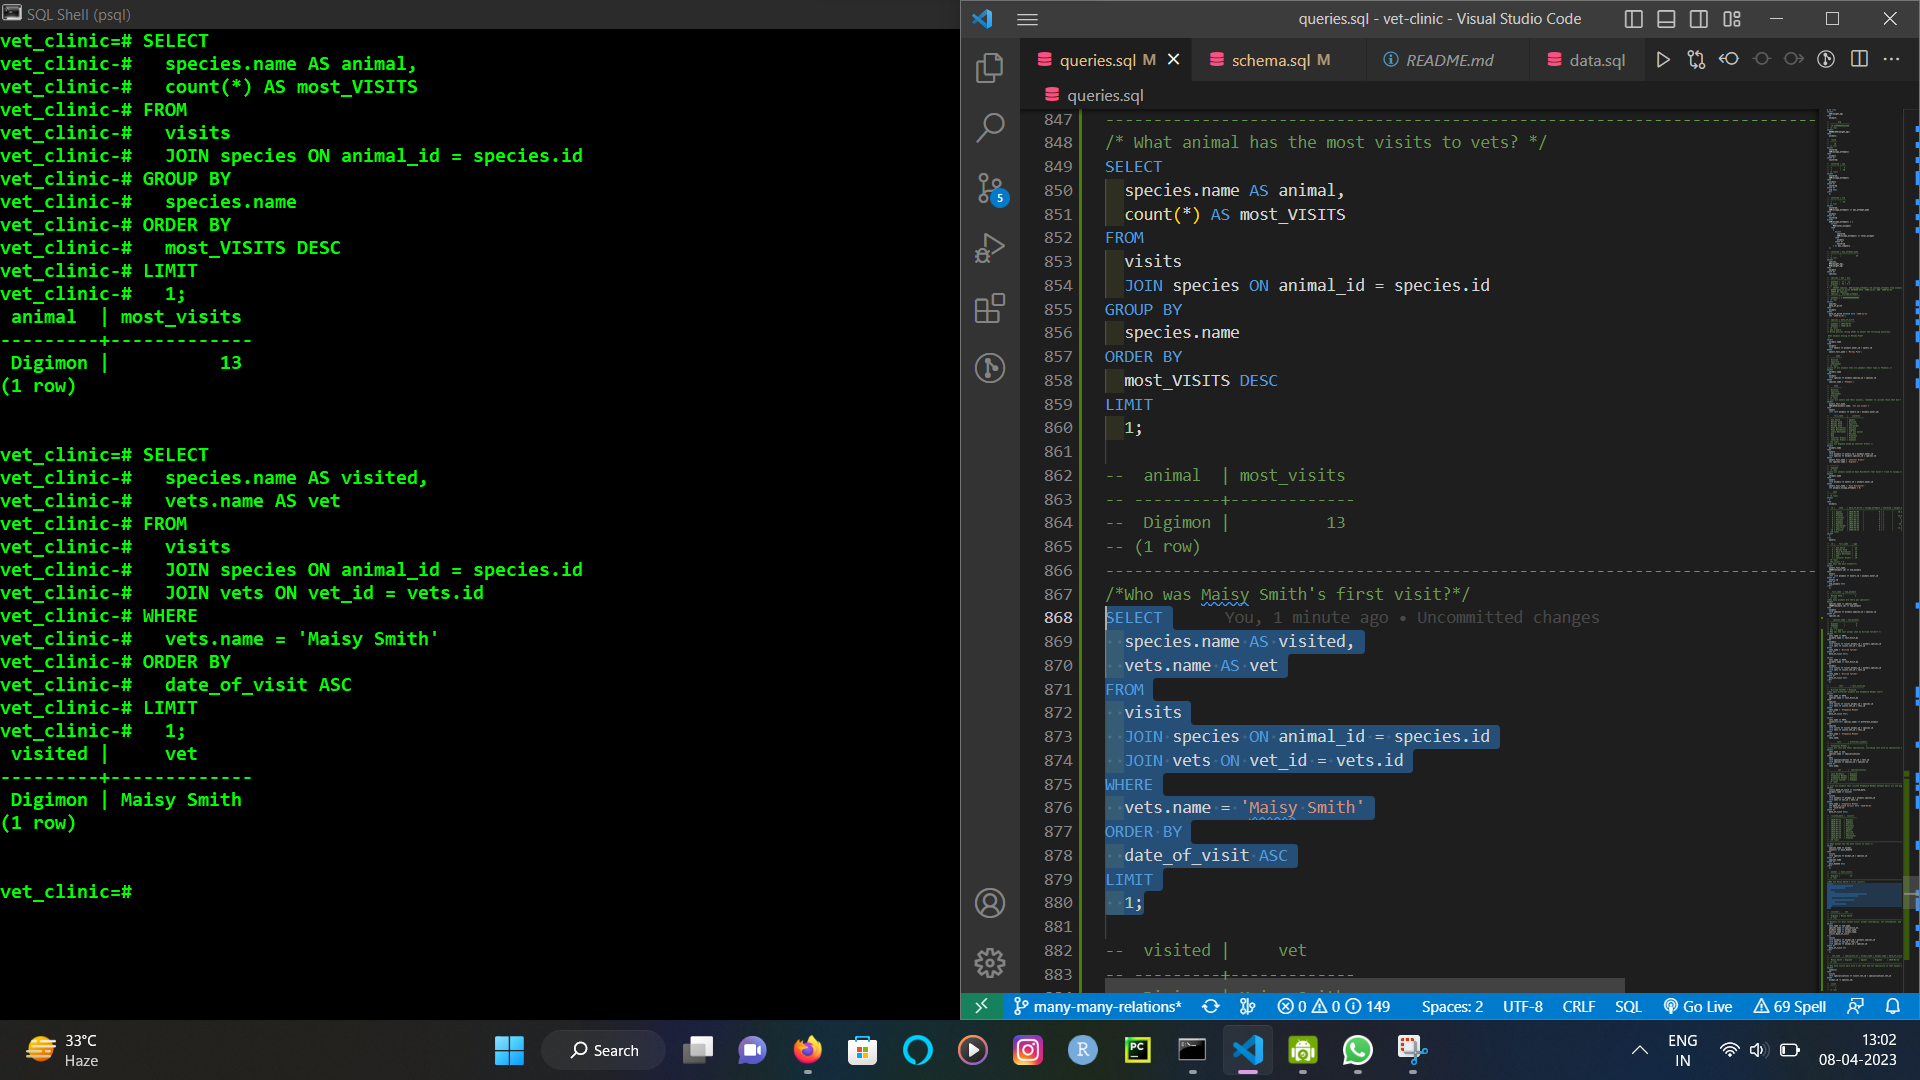 SQL Shell (psql)
vet_clinic=# SELECT
vet_clinic-#   species.name AS animal,
vet_clinic-#   count(*) AS most_VISITS
vet_clinic-# FROM
vet_clinic-#   visits
vet_clinic-#   JOIN species ON animal_id = species.id
vet_clinic-# GROUP BY
vet_clinic-#   species.name
vet_clinic-# ORDER BY
vet_clinic-#   most_VISITS DESC
vet_clinic-# LIMIT
vet_clinic-#   1;
 animal  | most_visits
---------+-------------
 Digimon |          13
(1 row)
vet_clinic=# SELECT
vet_clinic-#   species.name AS visited,
vet_clinic-#   vets.name AS vet
vet_clinic-# FROM
vet_clinic-#   visits
vet_clinic-#   JOIN species ON animal_id = species.id
vet_clinic-#   JOIN vets ON vet_id = vets.id
vet_clinic-# WHERE
vet_clinic-#   vets.name = 'Maisy Smith'
vet_clinic-# ORDER BY
vet_clinic-#   date_of_visit ASC
vet_clinic-# LIMIT
vet_clinic-#   1;
 visited |     vet
---------+-------------
 Digimon | Maisy Smith
(1 row)
vet_clinic=#
queries.sql - vet-clinic - Visual Studio Code
queries.sql M
schema.sql M
README.md
data.sql
queries.sql
5
847 --------------------------------------------------------------------------
848 /* What animal has the most visits to vets? */
849 SELECT
850   species.name AS animal,
851   count(*) AS most_VISITS
852 FROM
853   visits
854   JOIN species ON animal_id = species.id
855 GROUP BY
856   species.name
857 ORDER BY
858   most_VISITS DESC
859 LIMIT
860   1;
861
862 --  animal  | most_visits
863 -- ---------+-------------
864 --  Digimon |          13
865 -- (1 row)
866 --------------------------------------------------------------------------
867 /*Who was Maisy Smith's first visit?*/
868 SELECT You, 1 minute ago • Uncommitted changes
869   species.name AS visited,
870   vets.name AS vet
871 FROM
872   visits
873   JOIN species ON animal_id = species.id
874   JOIN vets ON vet_id = vets.id
875 WHERE
876   vets.name = 'Maisy Smith'
877 ORDER BY
878   date_of_visit ASC
879 LIMIT
880   1;
881
882 --  visited |     vet
883 -- ---------+-------------
many-many-relations* 0 0 149 Spaces: 2 UTF-8 CRLF SQL Go Live 69 Spell
33°C
Haze
Search
R
PC
ENG
IN
13:02
08-04-2023